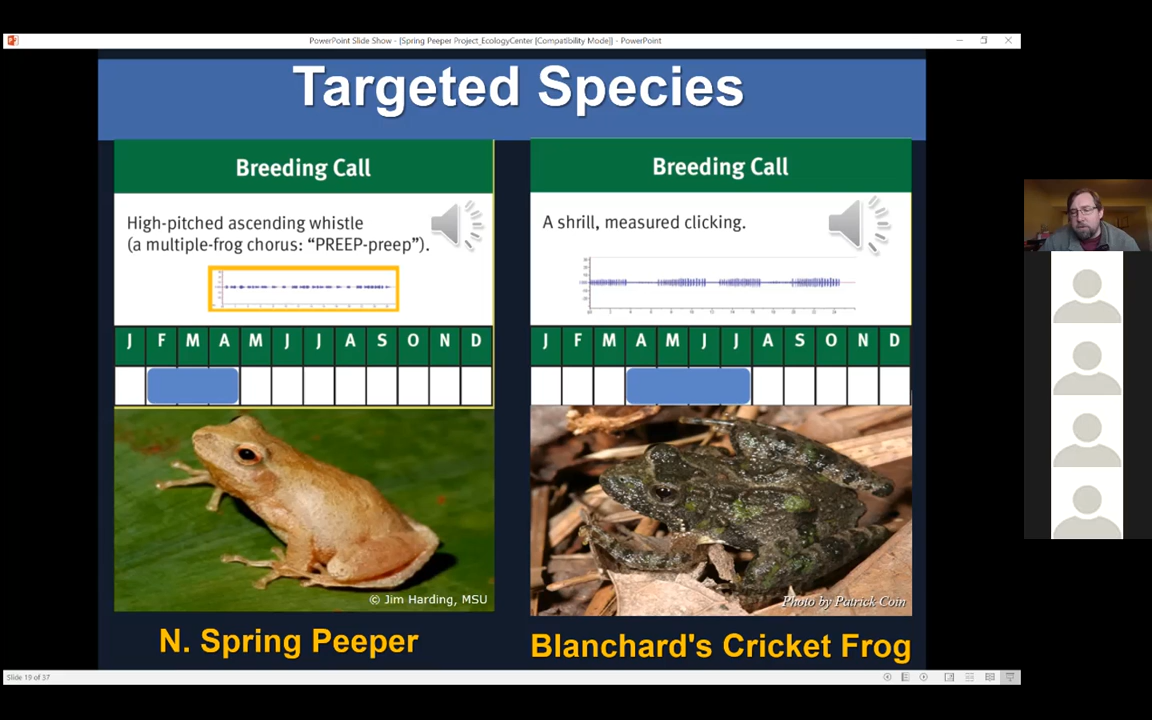 PowerPoint Slide Show - [Spring Peeper Project_EcologyCenter [Compatibility Mode]] - PowerPoint
Targeted Species
Breeding Call
High-pitched ascending whistle
(a multiple-frog chorus: “PREEP-preep”).
J F M A M J J A S O N D
© Jim Harding, MSU
N. Spring Peeper
Breeding Call
A shrill, measured clicking.
J F M A M J J A S O N D
Photo by Patrick Coin
Blanchard's Cricket Frog
Slide 19 of 37